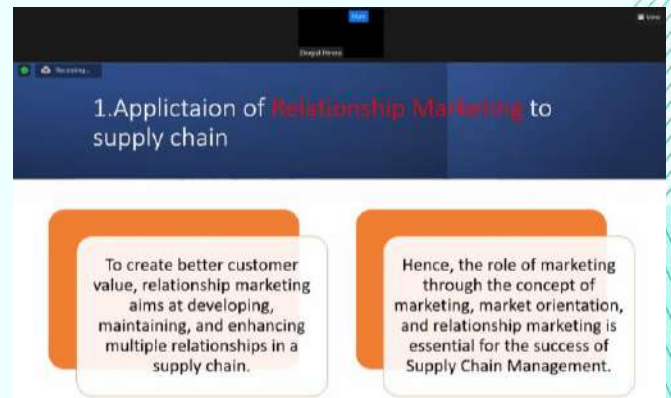 View
Recording...
1.Applictaion of Relationship Marketing to
supply chain
To create better customer
value, relationship marketing
aims at developing,
maintaining, and enhancing
multiple relationships in a
supply chain.
Hence, the role of marketing
through the concept of
marketing, market orientation,
and relationship marketing is
essential for the success of
Supply Chain Management.